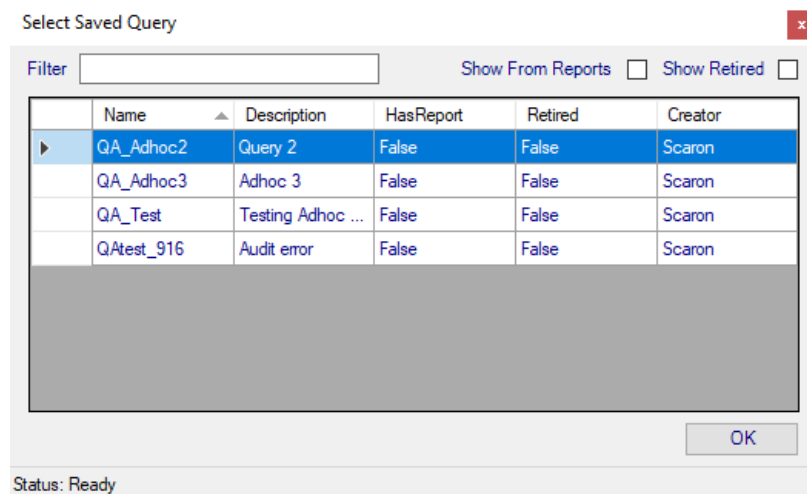 Select Saved Query
x
Filter Show From Reports Show Retired
Name Description HasReport Retired Creator
QA_Adhoc2 Query 2 False False Scaron
QA_Adhoc3 Adhoc 3 False False Scaron
QA_Test Testing Adhoc ... False False Scaron
QAtest_916 Audit error False False Scaron
OK
Status: Ready